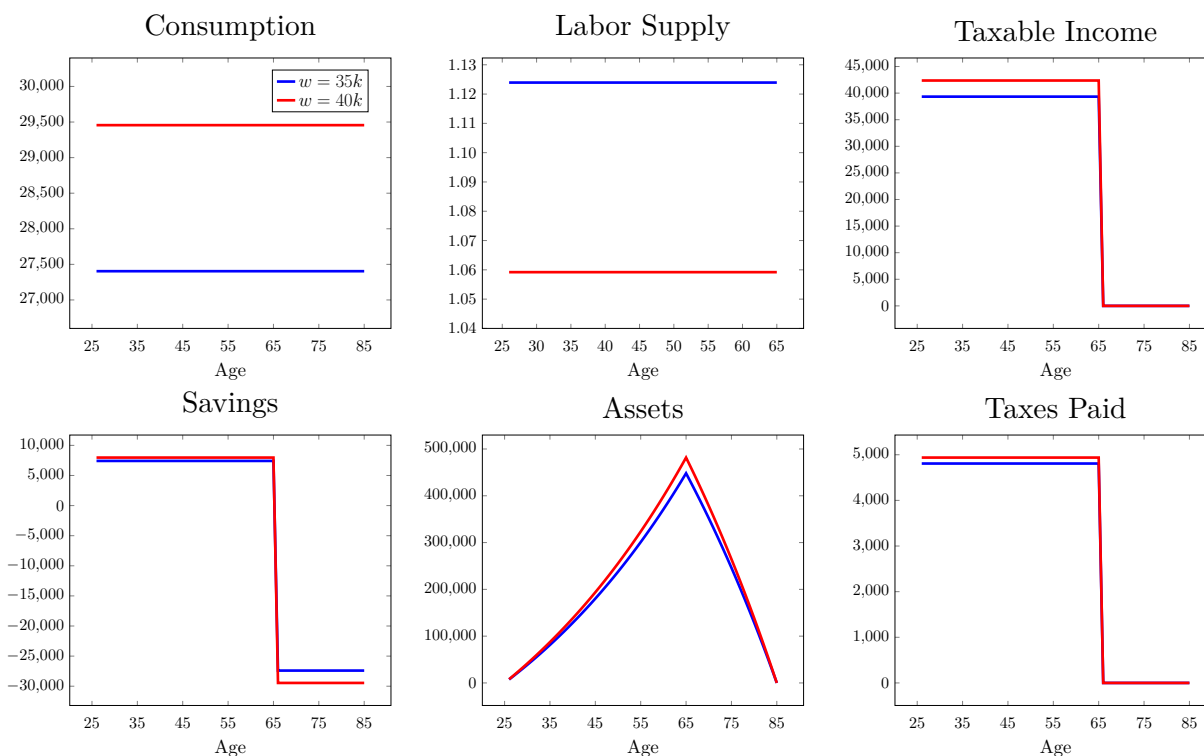 Consumption
30,000
29,500
29,000
28,500
28,000
27,500
27,000
w = 35k
w = 40k
25 35 45 55 65 75 85
Age
Labor Supply
1.13
1.12
1.11
1.10
1.09
1.08
1.07
1.06
1.05
1.04
25 30 35 40 45 50 55 60 65
Age
Taxable Income
45,000
40,000
35,000
30,000
25,000
20,000
15,000
10,000
5,000
0
25 35 45 55 65 75 85
Age
Savings
10,000
5,000
0
−5,000
−10,000
−15,000
−20,000
−25,000
−30,000
25 35 45 55 65 75 85
Age
Assets
500,000
400,000
300,000
200,000
100,000
0
25 35 45 55 65 75 85
Age
Taxes Paid
5,000
4,000
3,000
2,000
1,000
0
25 35 45 55 65 75 85
Age